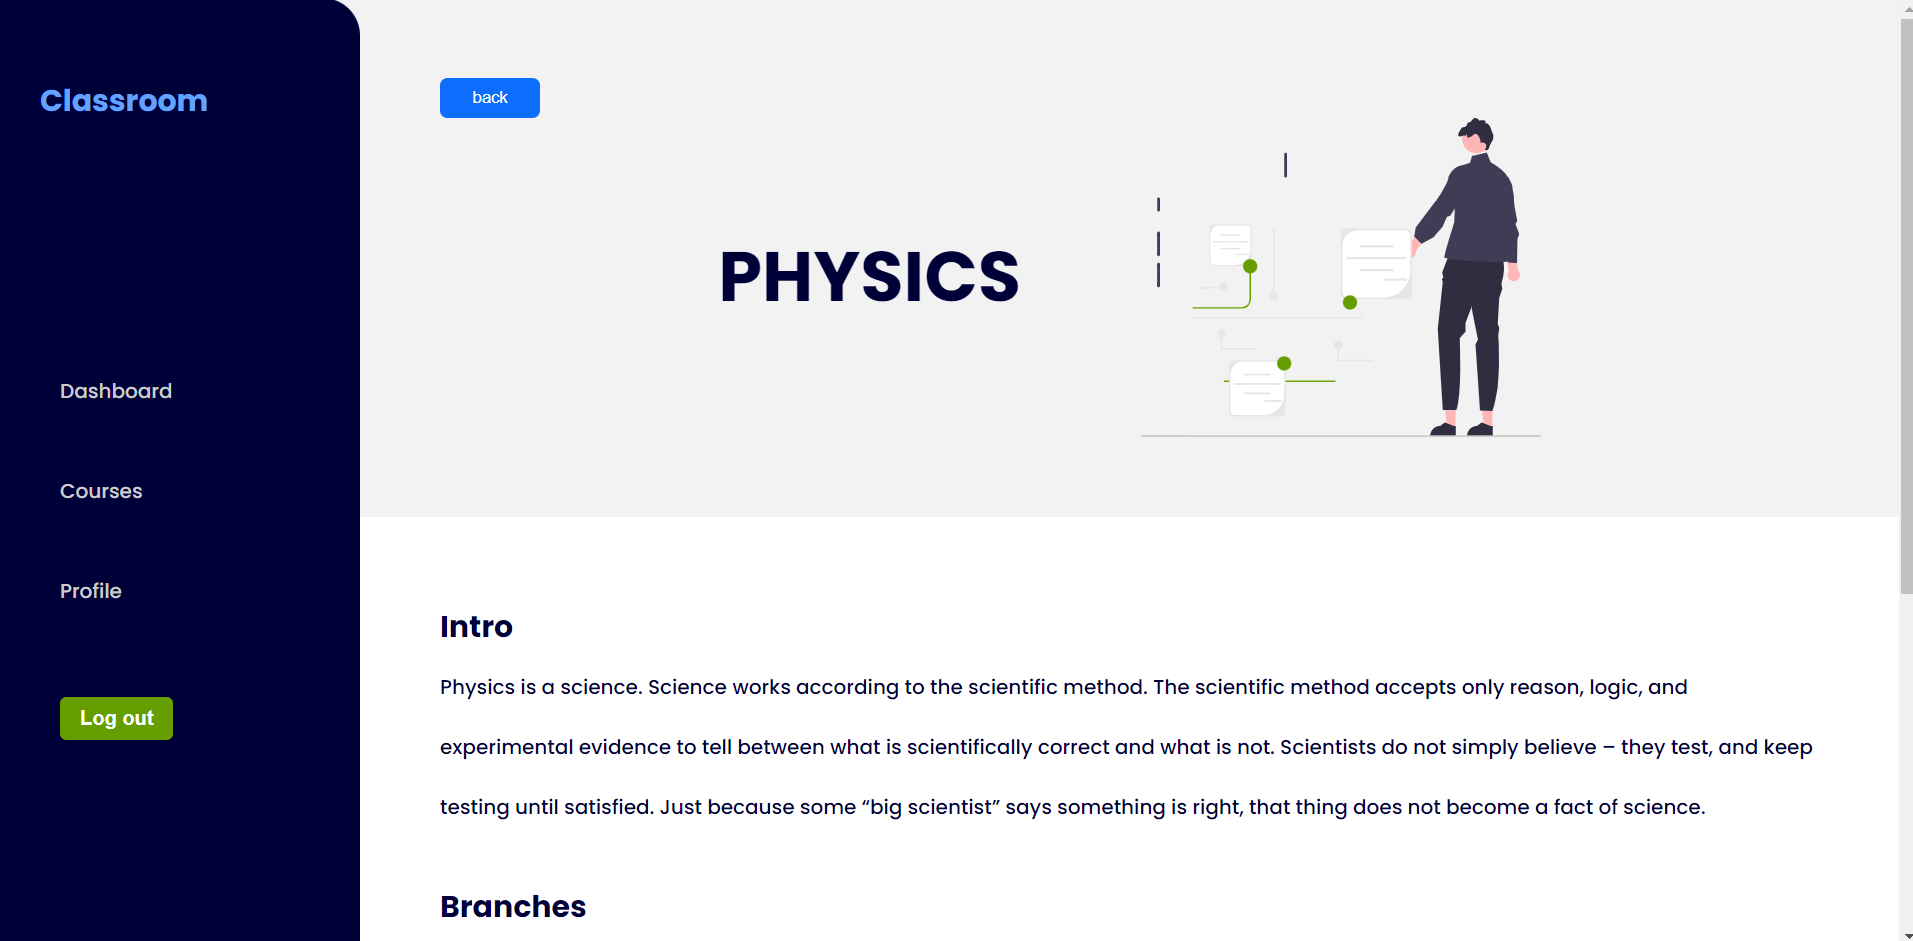 Classroom
Dashboard
Courses
Profile
Log out
back
PHYSICS
Intro
Physics is a science. Science works according to the scientific method. The scientific method accepts only reason, logic, and
experimental evidence to tell between what is scientifically correct and what is not. Scientists do not simply believe – they test, and keep
testing until satisfied. Just because some “big scientist” says something is right, that thing does not become a fact of science.
Branches